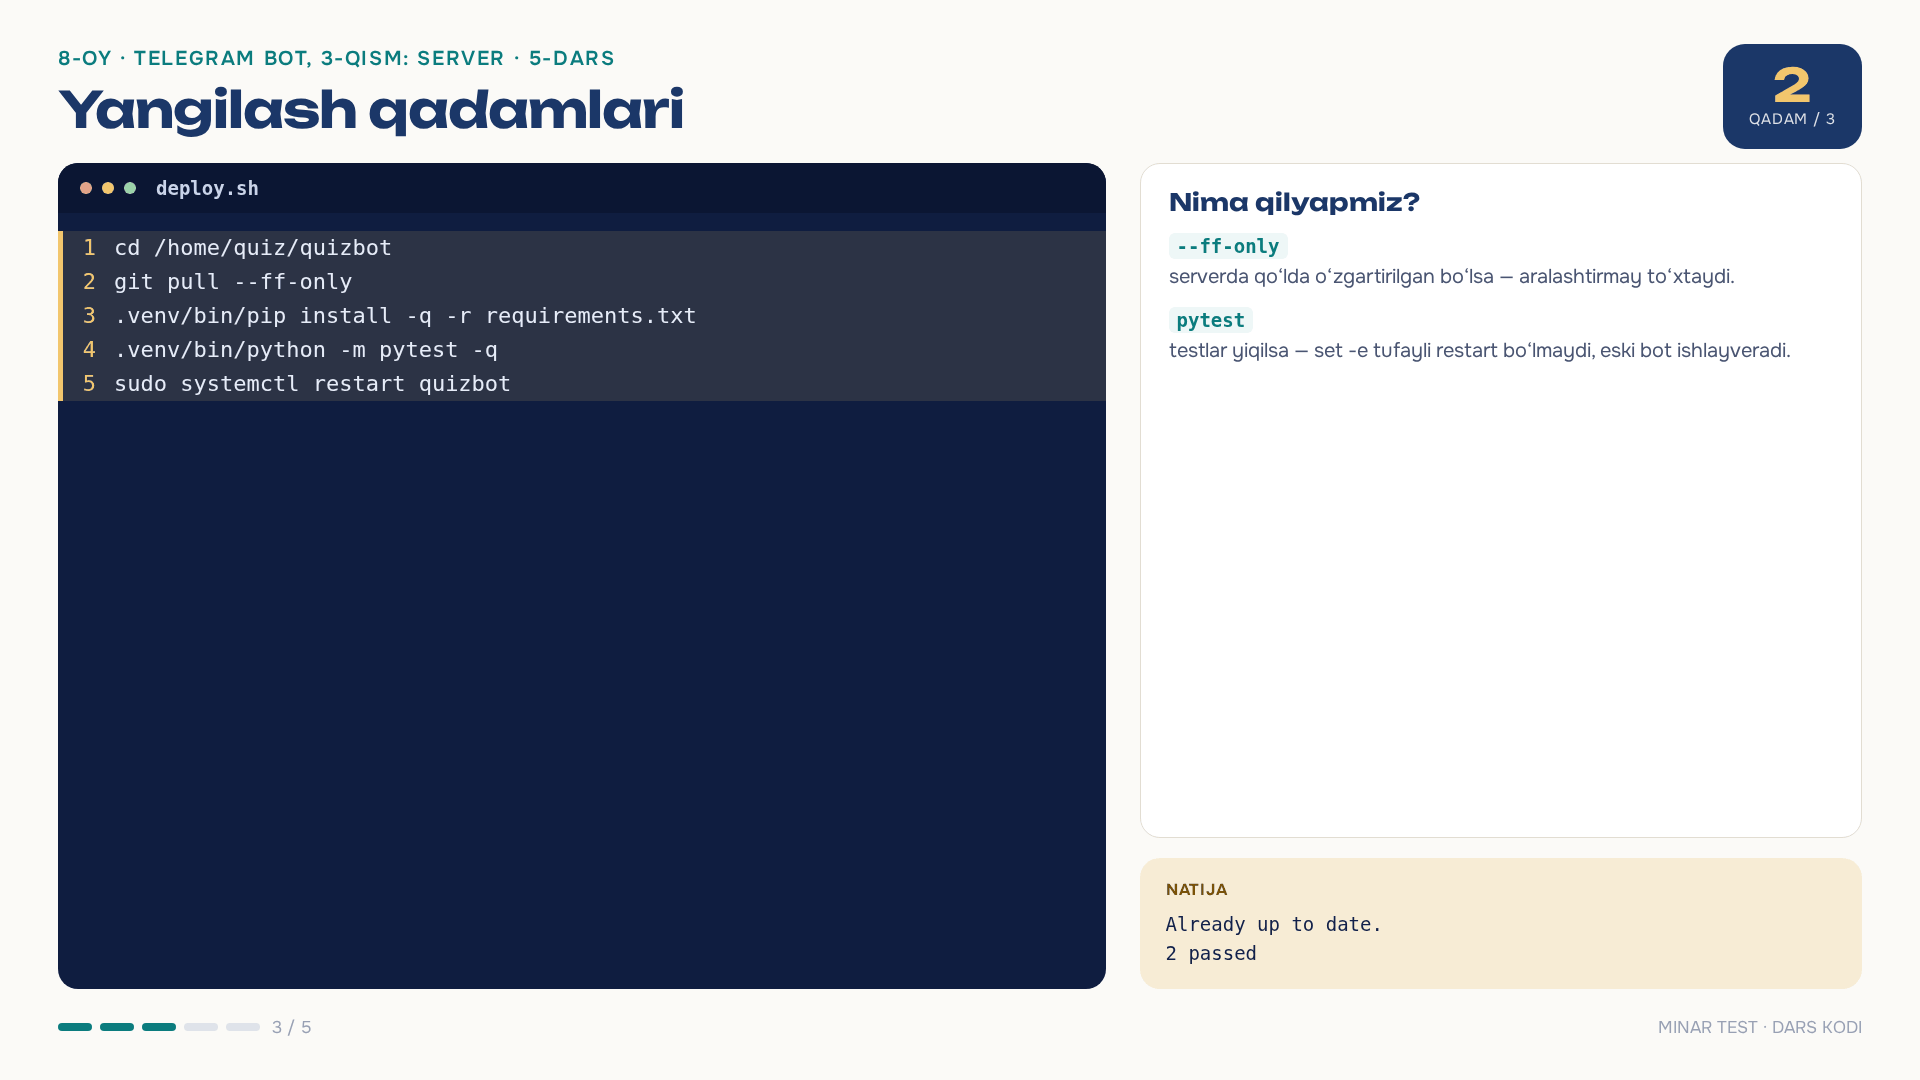 8-OY · TELEGRAM BOT, 3-QISM: SERVER · 5-DARS
Yangilash qadamlari
2
QADAM / 3
deploy.sh
1 cd /home/quiz/quizbot
2 git pull --ff-only
3 .venv/bin/pip install -q -r requirements.txt
4 .venv/bin/python -m pytest -q
5 sudo systemctl restart quizbot
Nima qilyapmiz?
--ff-only
serverda qo‘lda o‘zgartirilgan bo‘lsa — aralashtirmay to‘xtaydi.
pytest
testlar yiqilsa — set -e tufayli restart bo‘lmaydi, eski bot ishlayveradi.
NATIJA
Already up to date.
2 passed
3 / 5
MINAR TEST · DARS KODI